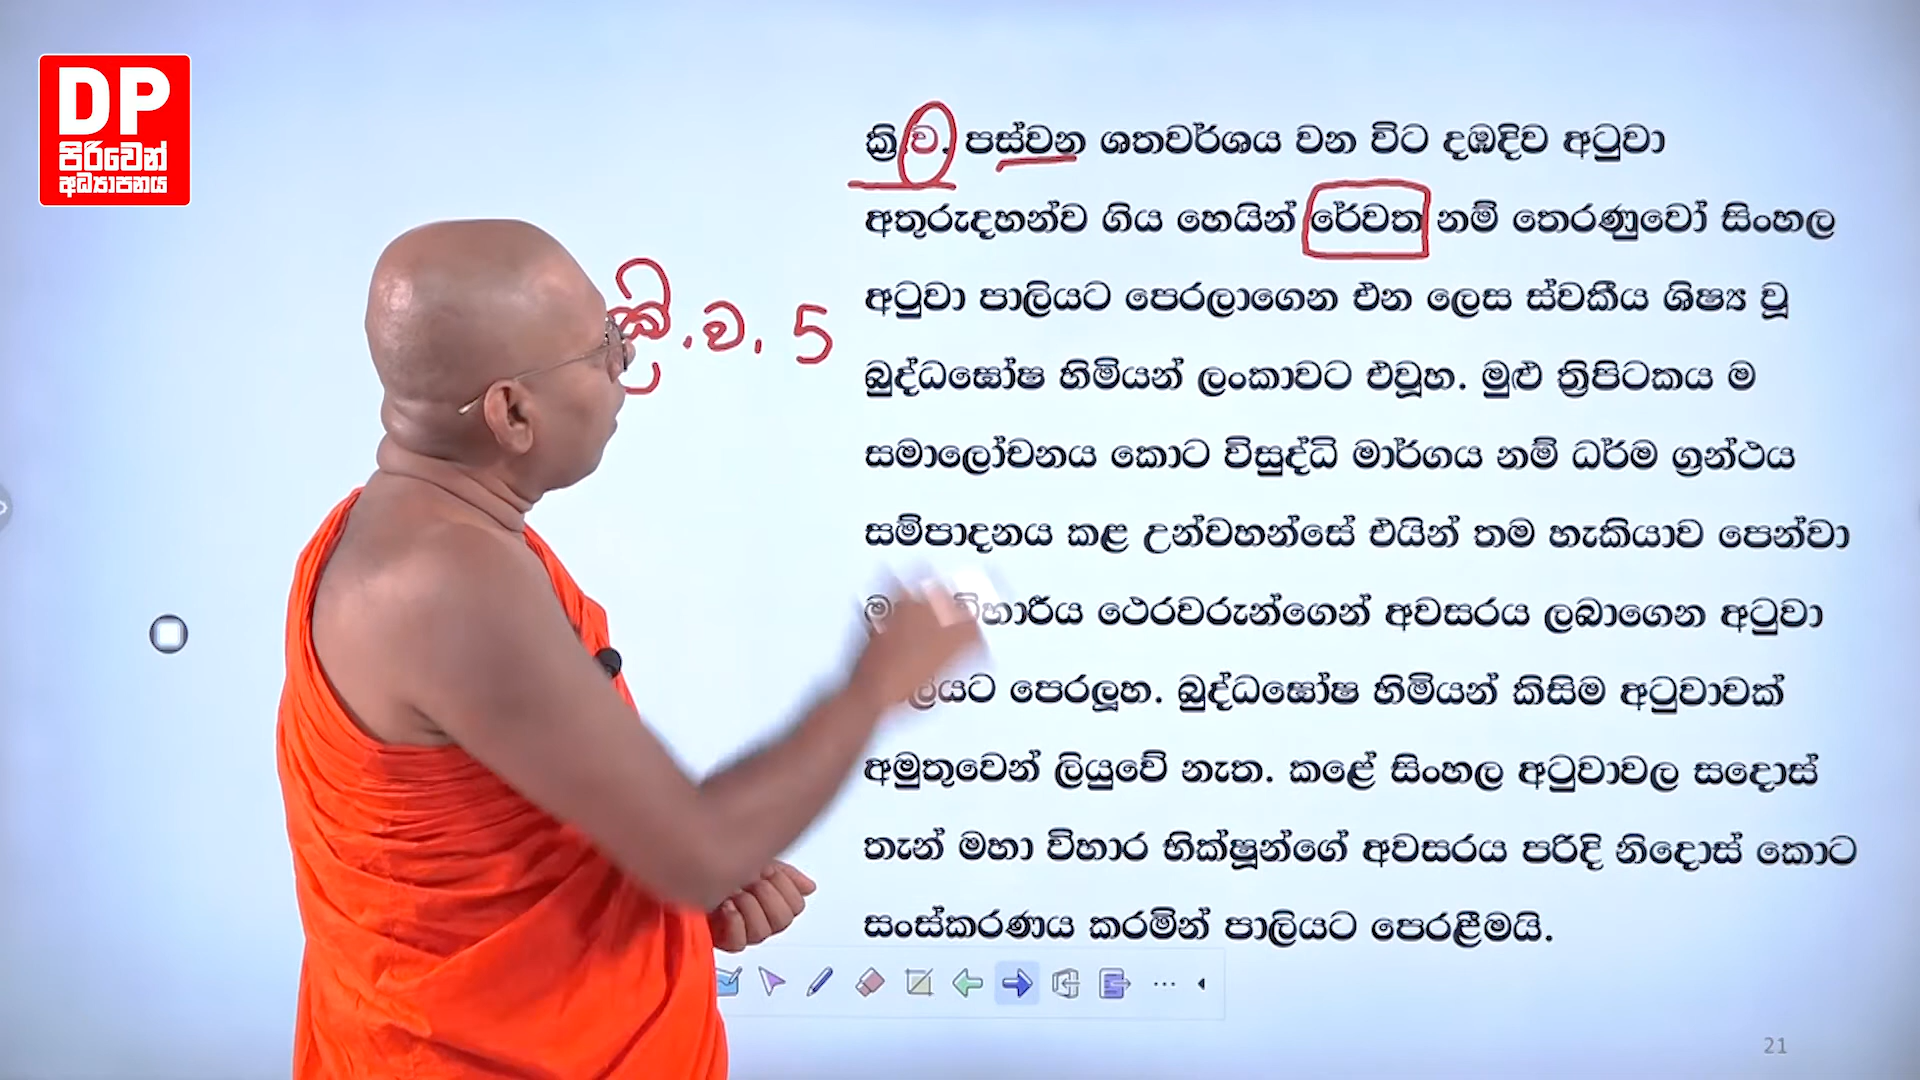 DP
පිරිවෙන්
අධ්‍යාපනය
ක්‍රි.ව. පස්වන ශතවර්ශය වන විට දඹදිව අටුවා
අතුරුදහන්ව ගිය හෙයින් රේවත නම් තෙරණුවෝ සිංහල
අටුවා පාලියට පෙරලාගෙන එන ලෙස ස්වකීය ශිෂ්‍ය වූ
බුද්ධඝෝෂ හිමියන් ලංකාවට එවූහ. මුළු ත්‍රිපිටකය ම
සමාලෝචනය කොට විසුද්ධි මාර්ගය නම් ධර්ම ග්‍රන්ථය
සම්පාදනය කළ උන්වහන්සේ එයින් තම හැකියාව පෙන්වා
ථෙරවරුන්ගෙන් අවසරය ලබාගෙන අටුවා
පෙරලූහ. බුද්ධඝෝෂ හිමියන් කිසිම අටුවාවක්
අමුතුවෙන් ලියුවේ නැත. කළේ සිංහල අටුවාවල සදොස්
තැන් මහා විහාර භික්ෂූන්ගේ අවසරය පරිදි නිදොස් කොට
සංස්කරණය කරමින් පාලියට පෙරළීමයි.
ක්‍රි.ව. 5
21